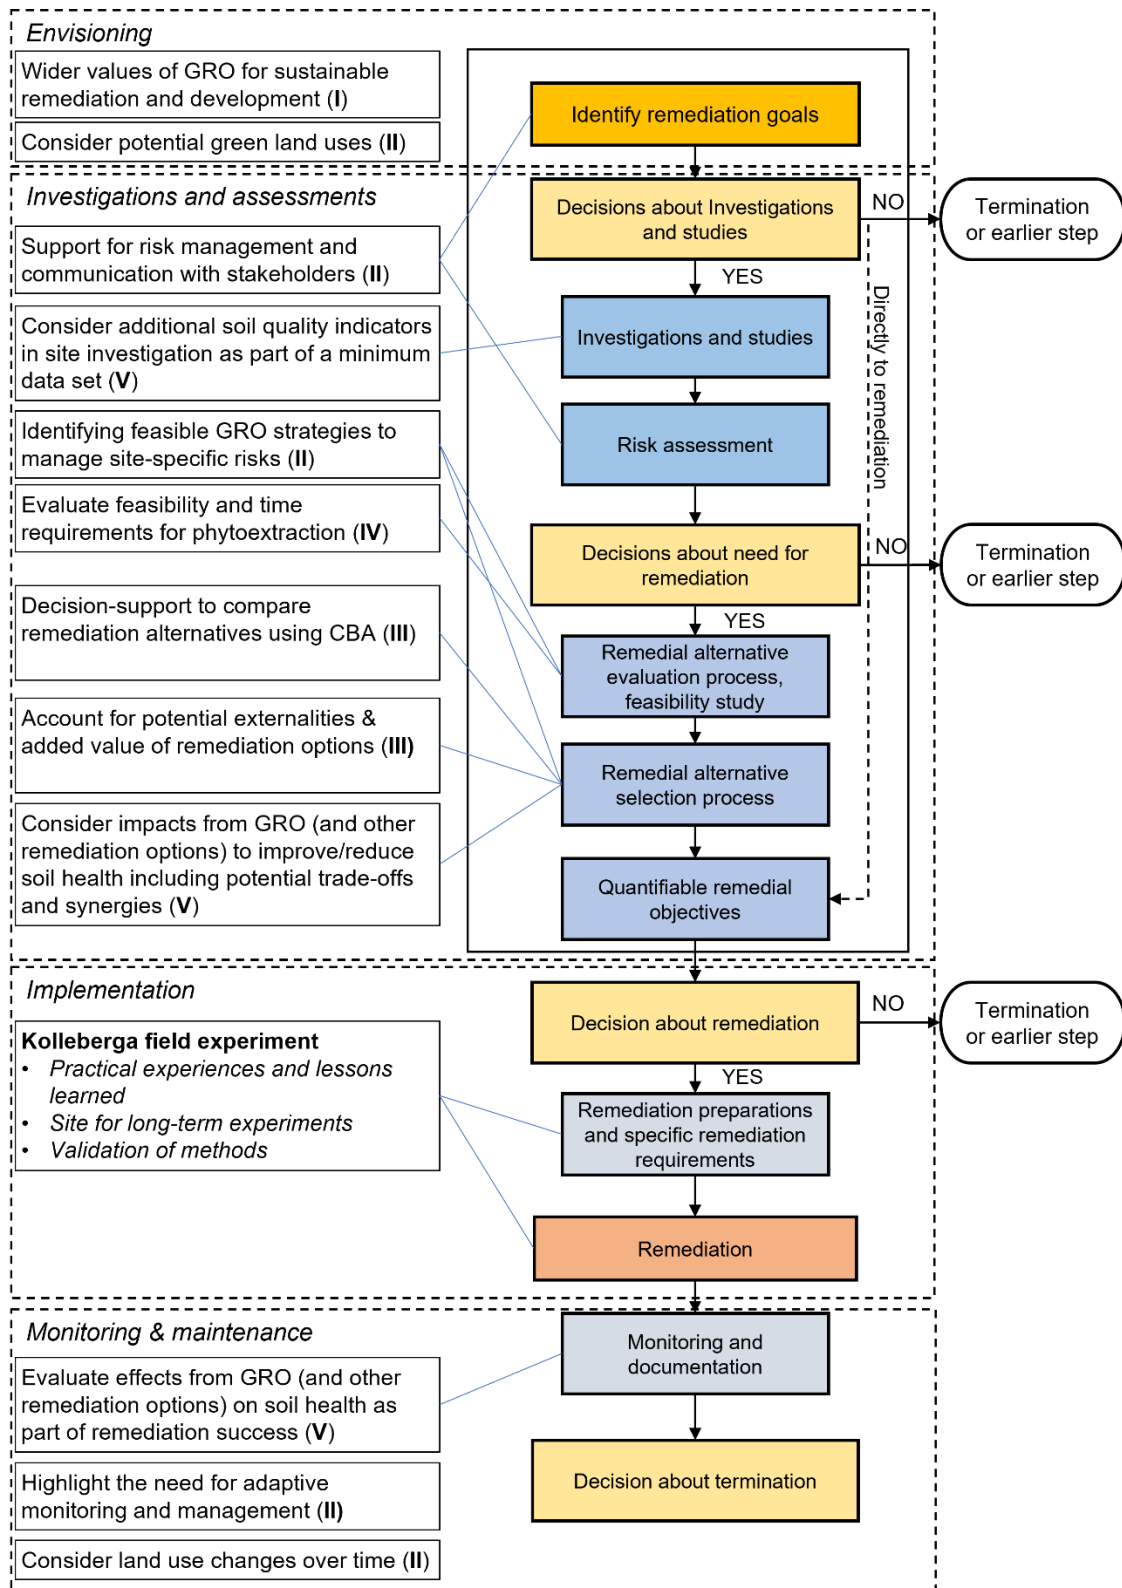 Envisioning
Wider values of GRO for sustainable
remediation and development (I)
Consider potential green land uses (II)
Identify remediation goals
Investigations and assessments
Support for risk management and
communication with stakeholders (II)
Consider additional soil quality indicators
in site investigation as part of a minimum
data set (V)
Identifying feasible GRO strategies to
manage site-specific risks (II)
Evaluate feasibility and time
requirements for phytoextraction (IV)
Decision-support to compare
remediation alternatives using CBA (III)
Account for potential externalities &
added value of remediation options (III)
Consider impacts from GRO (and other
remediation options) to improve/reduce
soil health including potential trade-offs
and synergies (V)
Decisions about Investigations
and studies
NO
Termination
or earlier step
YES
Directly to remediation
Investigations and studies
Risk assessment
Decisions about need for
remediation
NO
Termination
or earlier step
YES
Remedial alternative
evaluation process,
feasibility study
Remedial alternative
selection process
Quantifiable remedial
objectives
Implementation
Kolleberga field experiment
• Practical experiences and lessons
learned
• Site for long-term experiments
• Validation of methods
Decision about remediation
NO
Termination
or earlier step
YES
Remediation preparations
and specific remediation
requirements
Remediation
Monitoring & maintenance
Evaluate effects from GRO (and other
remediation options) on soil health as
part of remediation success (V)
Highlight the need for adaptive
monitoring and management (II)
Consider land use changes over time (II)
Monitoring and
documentation
Decision about termination